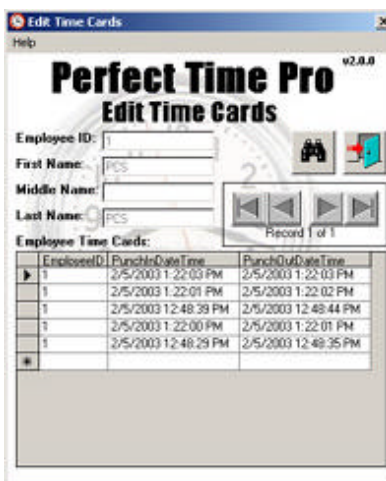 Edit Time Cards
Help
v2.0.0
Perfect Time Pro
Edit Time Cards
Employee ID: 1
First Name: PCS
Middle Name:
Last Name: PCS
Record 1 of 1
Employee Time Cards:
EmployeeID PunchInDateTime PunchOutDateTime
1 2/5/2003 1:22:03 PM 2/5/2003 1:22:03 PM
1 2/5/2003 1:22:01 PM 2/5/2003 1:22:02 PM
1 2/5/2003 12:48:39 PM 2/5/2003 12:48:44 PM
1 2/5/2003 1:22:00 PM 2/5/2003 1:22:01 PM
1 2/5/2003 12:48:29 PM 2/5/2003 12:48:35 PM